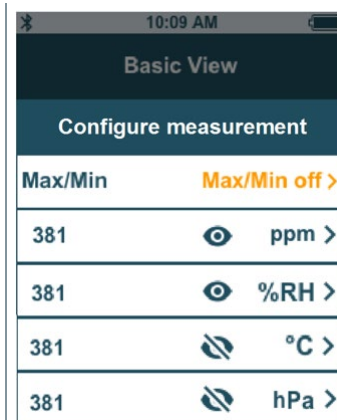 10:09 AM
Basic View
Configure measurement
Max/Min Max/Min off >
381 ppm >
381 %RH >
381 °C >
381 hPa >